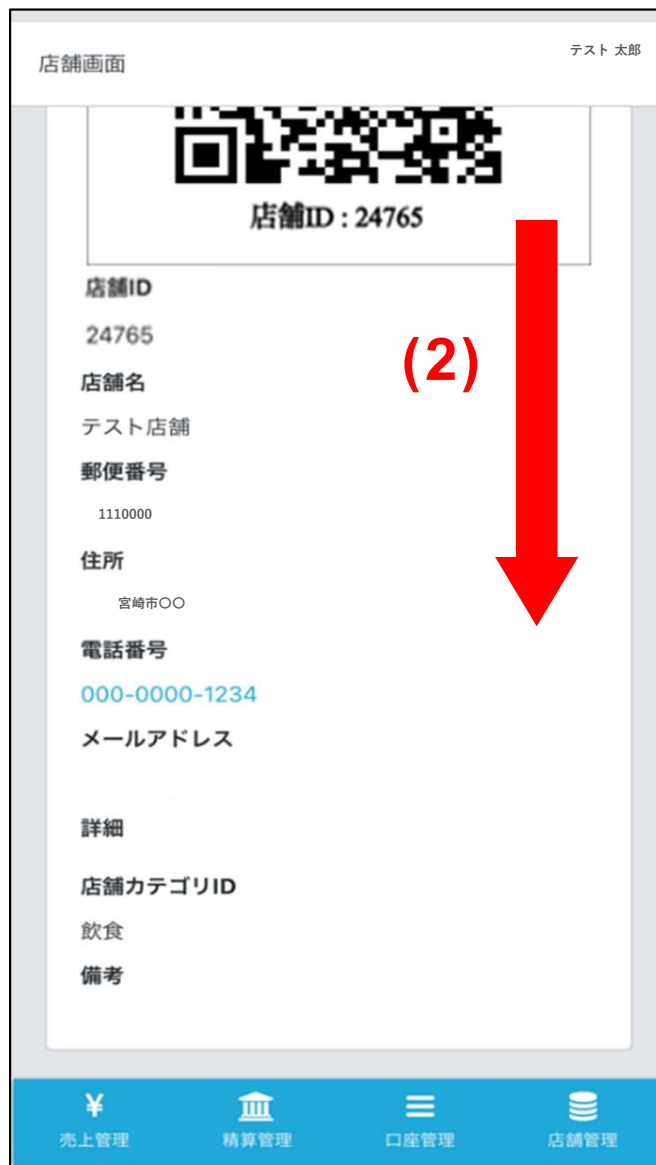 店舗画面
テスト 太郎
店舗ID : 24765
店舗ID
24765
(2)
店舗名
テスト店舗
郵便番号
1110000
住所
宮崎市〇〇
電話番号
000-0000-1234
メールアドレス
詳細
店舗カテゴリID
飲食
備考
売上管理 精算管理 口座管理 店舗管理